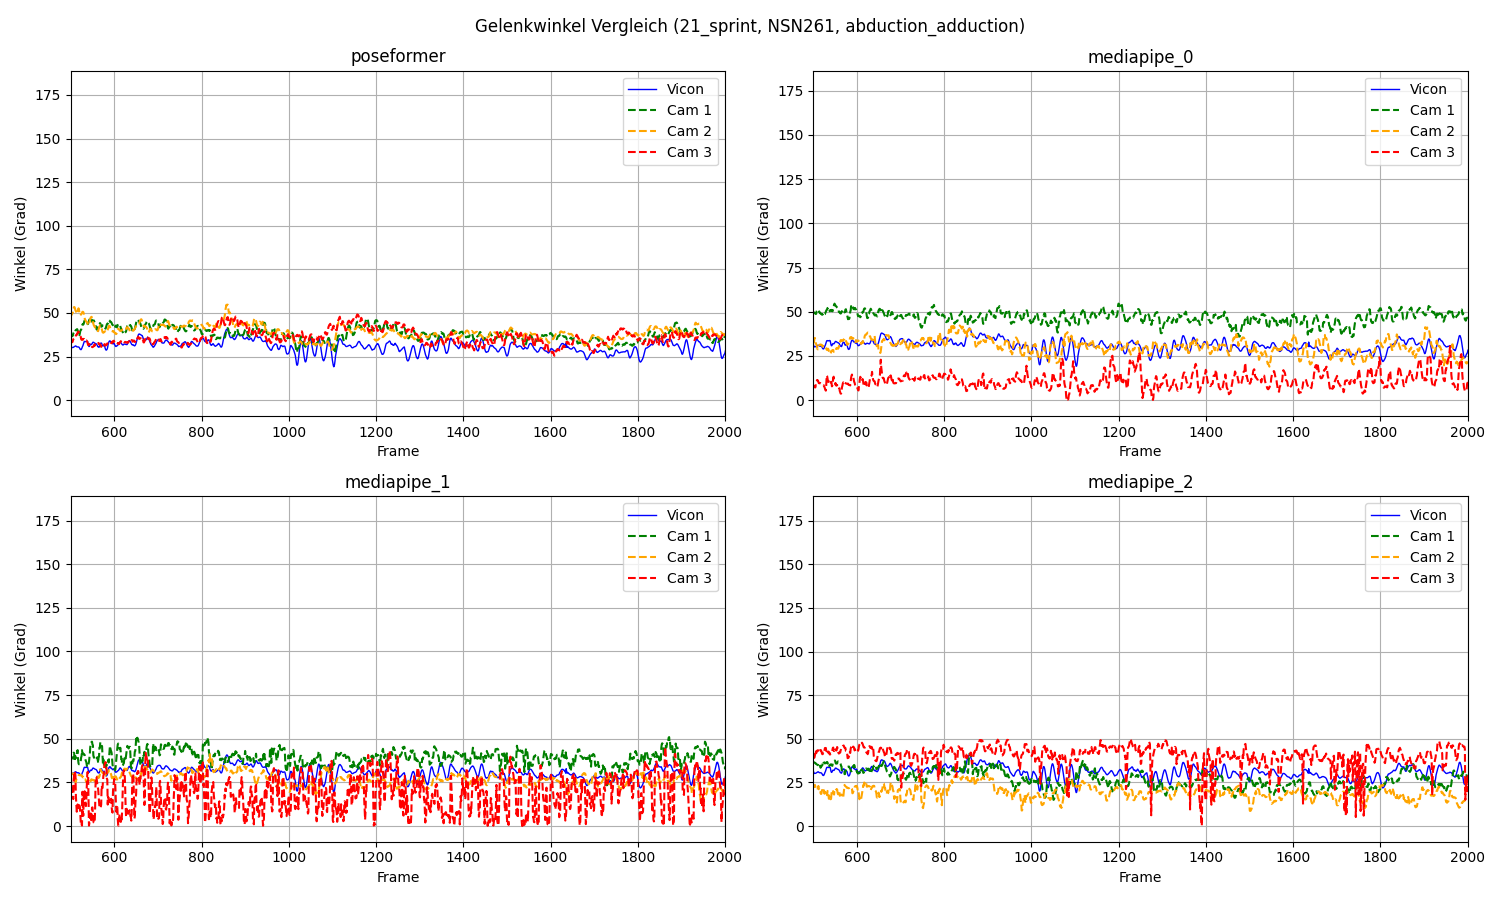 Gelenkwinkel Vergleich (21_sprint, NSN261, abduction_adduction)
poseformer
175
150
125
100
75
50
25
0
Winkel (Grad)
600 800 1000 1200 1400 1600 1800 2000
Frame
Vicon
Cam 1
Cam 2
Cam 3
mediapipe_0
175
150
125
100
75
50
25
0
Winkel (Grad)
600 800 1000 1200 1400 1600 1800 2000
Frame
Vicon
Cam 1
Cam 2
Cam 3
mediapipe_1
175
150
125
100
75
50
25
0
Winkel (Grad)
600 800 1000 1200 1400 1600 1800 2000
Frame
Vicon
Cam 1
Cam 2
Cam 3
mediapipe_2
175
150
125
100
75
50
25
0
Winkel (Grad)
600 800 1000 1200 1400 1600 1800 2000
Frame
Vicon
Cam 1
Cam 2
Cam 3